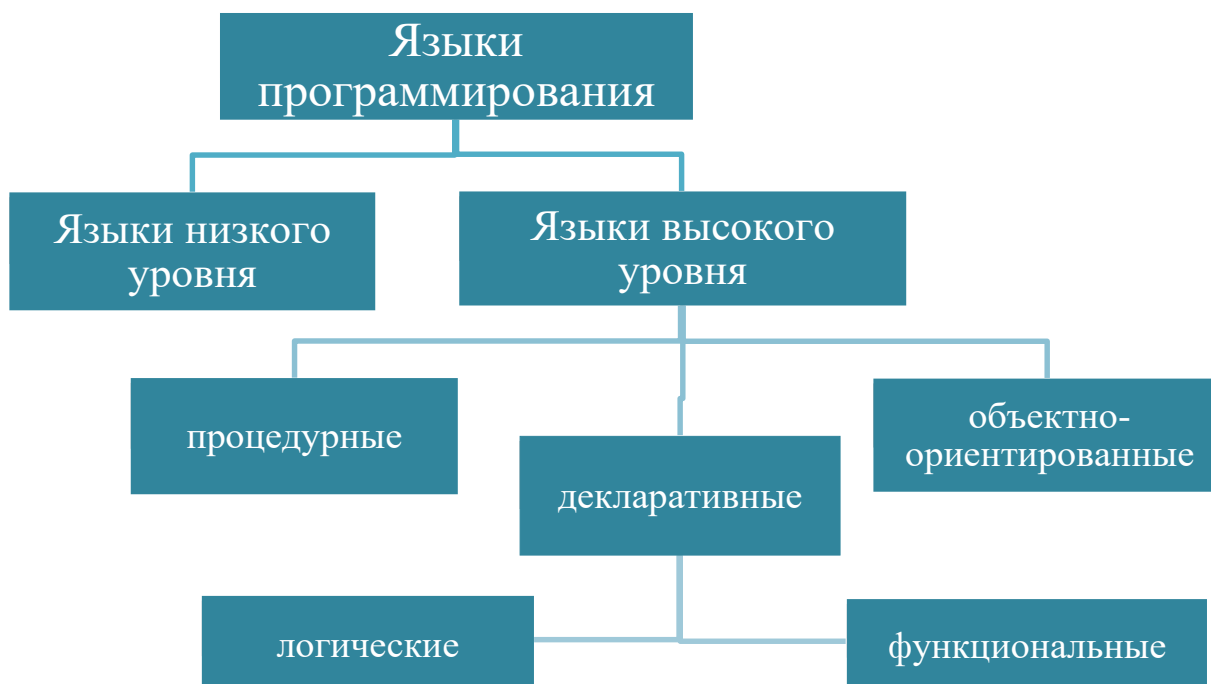 Языки
программирования
Языки низкого
уровня
Языки высокого
уровня
процедурные
декларативные
объектно-
ориентированные
логические
функциональные